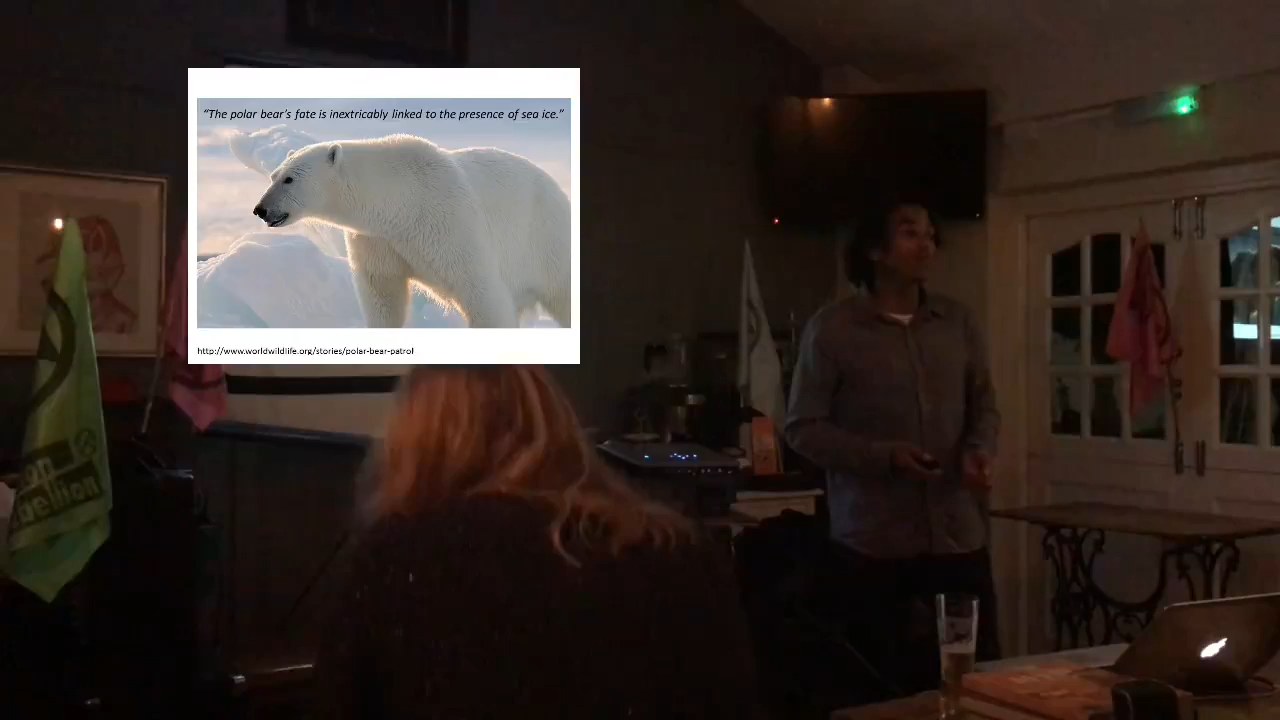 “The polar bear’s fate is inextricably linked to the presence of sea ice.”
http://www.worldwildlife.org/stories/polar-bear-patrol
on
ebellion